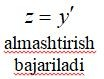 z = y′
almashtirish
bajariladi